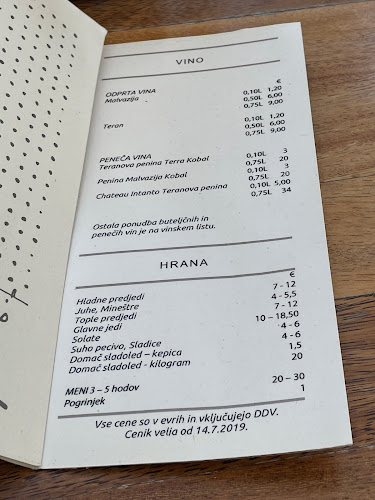 VINO
€
ODPRTA VINA
Malvazija 0,10L 1,20
0,50L 6,00
0,75L 9,00
Teran 0,10L 1,20
0,50L 6,00
0,75L 9,00
PENEČA VINA
Teranova penina Terra Kobal 0,10L 3
0,75L 20
Penina Malvazija Kobal 0,10L 3
0,75L 20
Chateau Intanto Teranova penina 0,10L 5,00
0,75L 34
Ostala ponudba buteljčnih in
penečih vin je na vinskem listu.
HRANA
€
Hladne predjedi 7 - 12
Juhe, Mineštre 4 - 5,5
Tople predjedi 7 - 12
Glavne jedi 10 – 18,50
Solate 4 - 6
Suho pecivo, Sladice 4 - 6
Domač sladoled – kepica 1,5
Domač sladoled - kilogram 20
MENI 3 – 5 hodov 20 – 30
Pogrinjek 1
Vse cene so v evrih in vključujejo DDV.
Cenik velja od 14.7.2019.